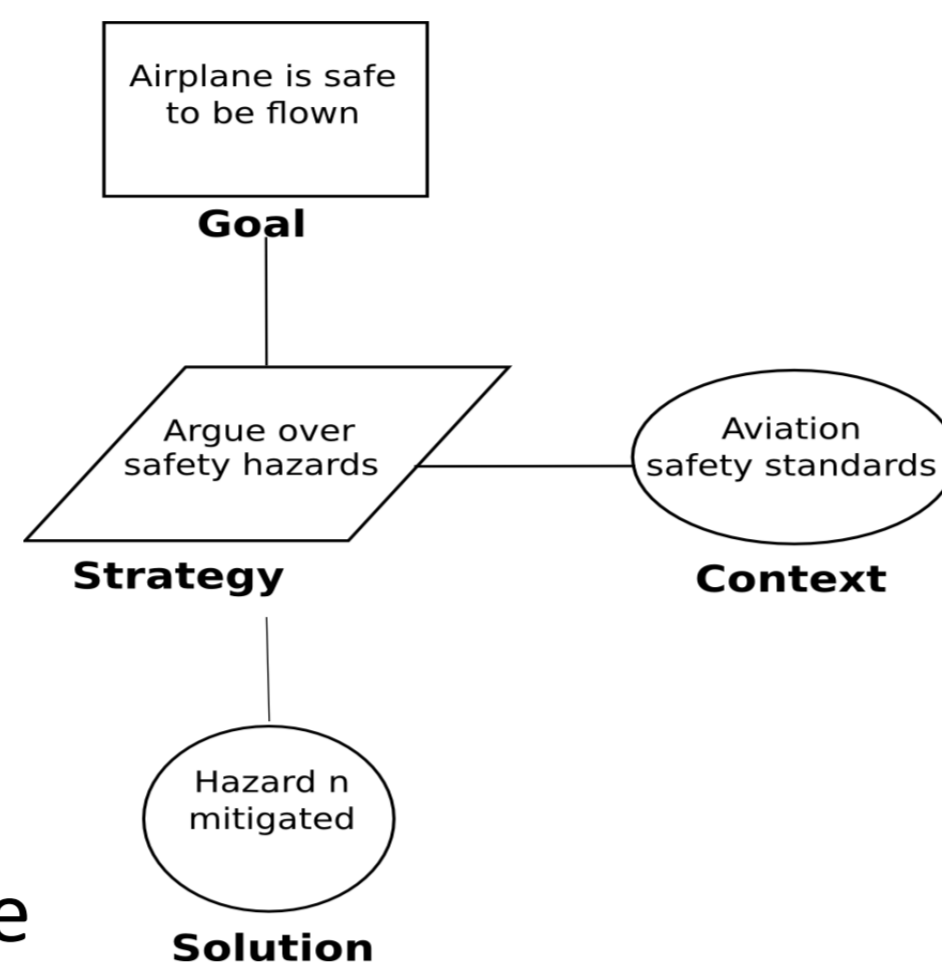 Airplane is safe
to be flown
Goal
Argue over
safety hazards
Strategy
Aviation
safety standards
Context
Hazard n
mitigated
e
Solution